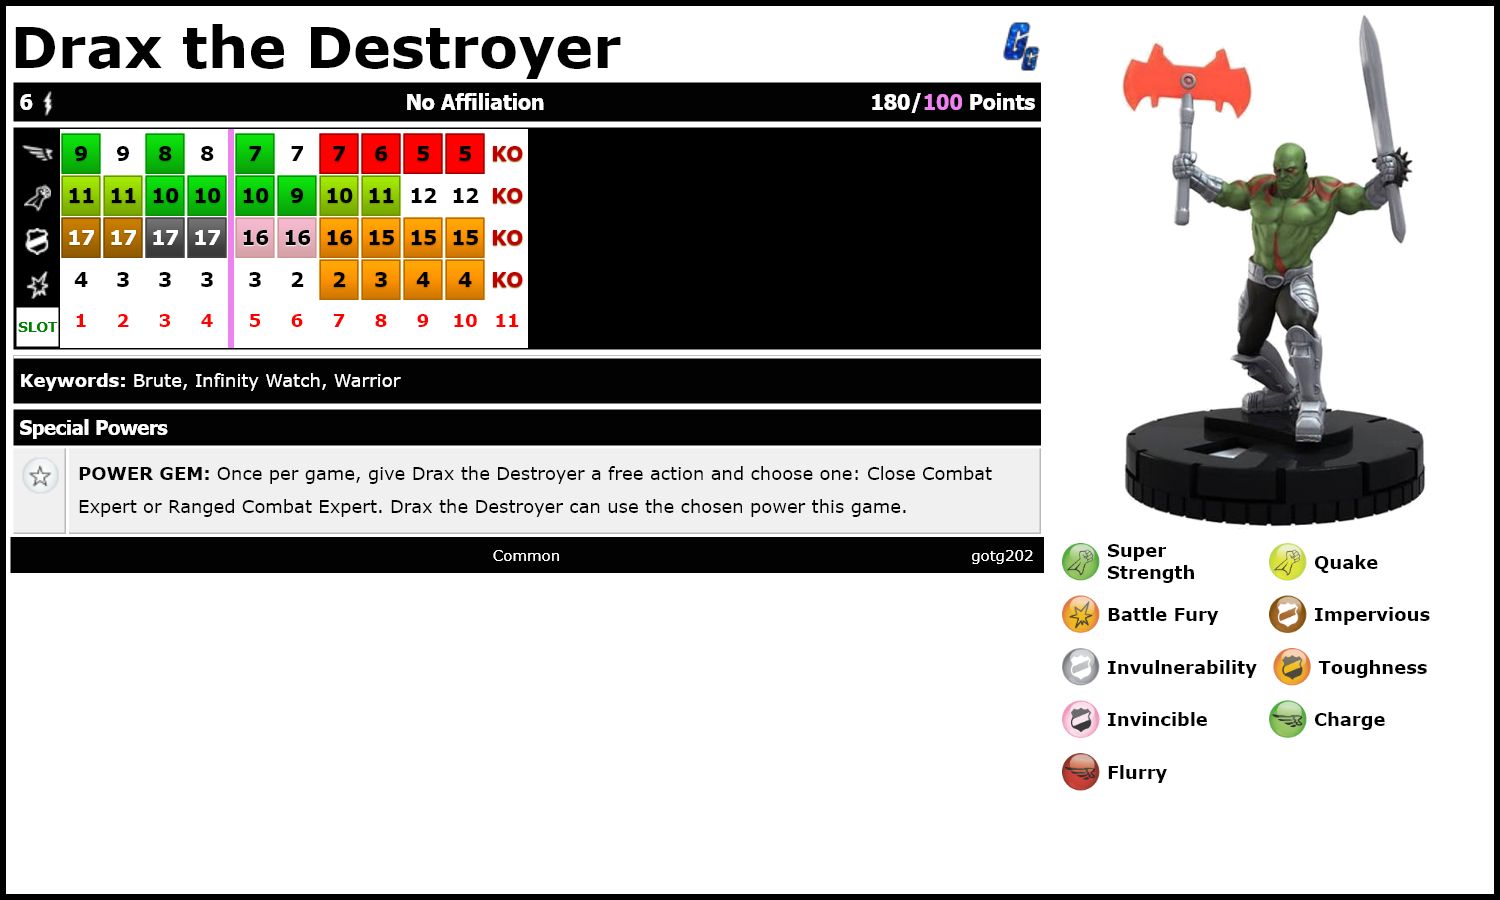 Drax the Destroyer
GG
6 No Affiliation 180/100 Points
9 9 8 8 7 7 7 6 5 5 KO
11 11 10 10 10 9 10 11 12 12 KO
17 17 17 17 16 16 16 15 15 15 KO
4 3 3 3 3 2 2 3 4 4 KO
SLOT 1 2 3 4 5 6 7 8 9 10 11
Keywords: Brute, Infinity Watch, Warrior
Special Powers
POWER GEM: Once per game, give Drax the Destroyer a free action and choose one: Close Combat
Expert or Ranged Combat Expert. Drax the Destroyer can use the chosen power this game.
Common gotg202
Super
Strength
Quake
Battle Fury
Impervious
Invulnerability
Toughness
Invincible
Charge
Flurry